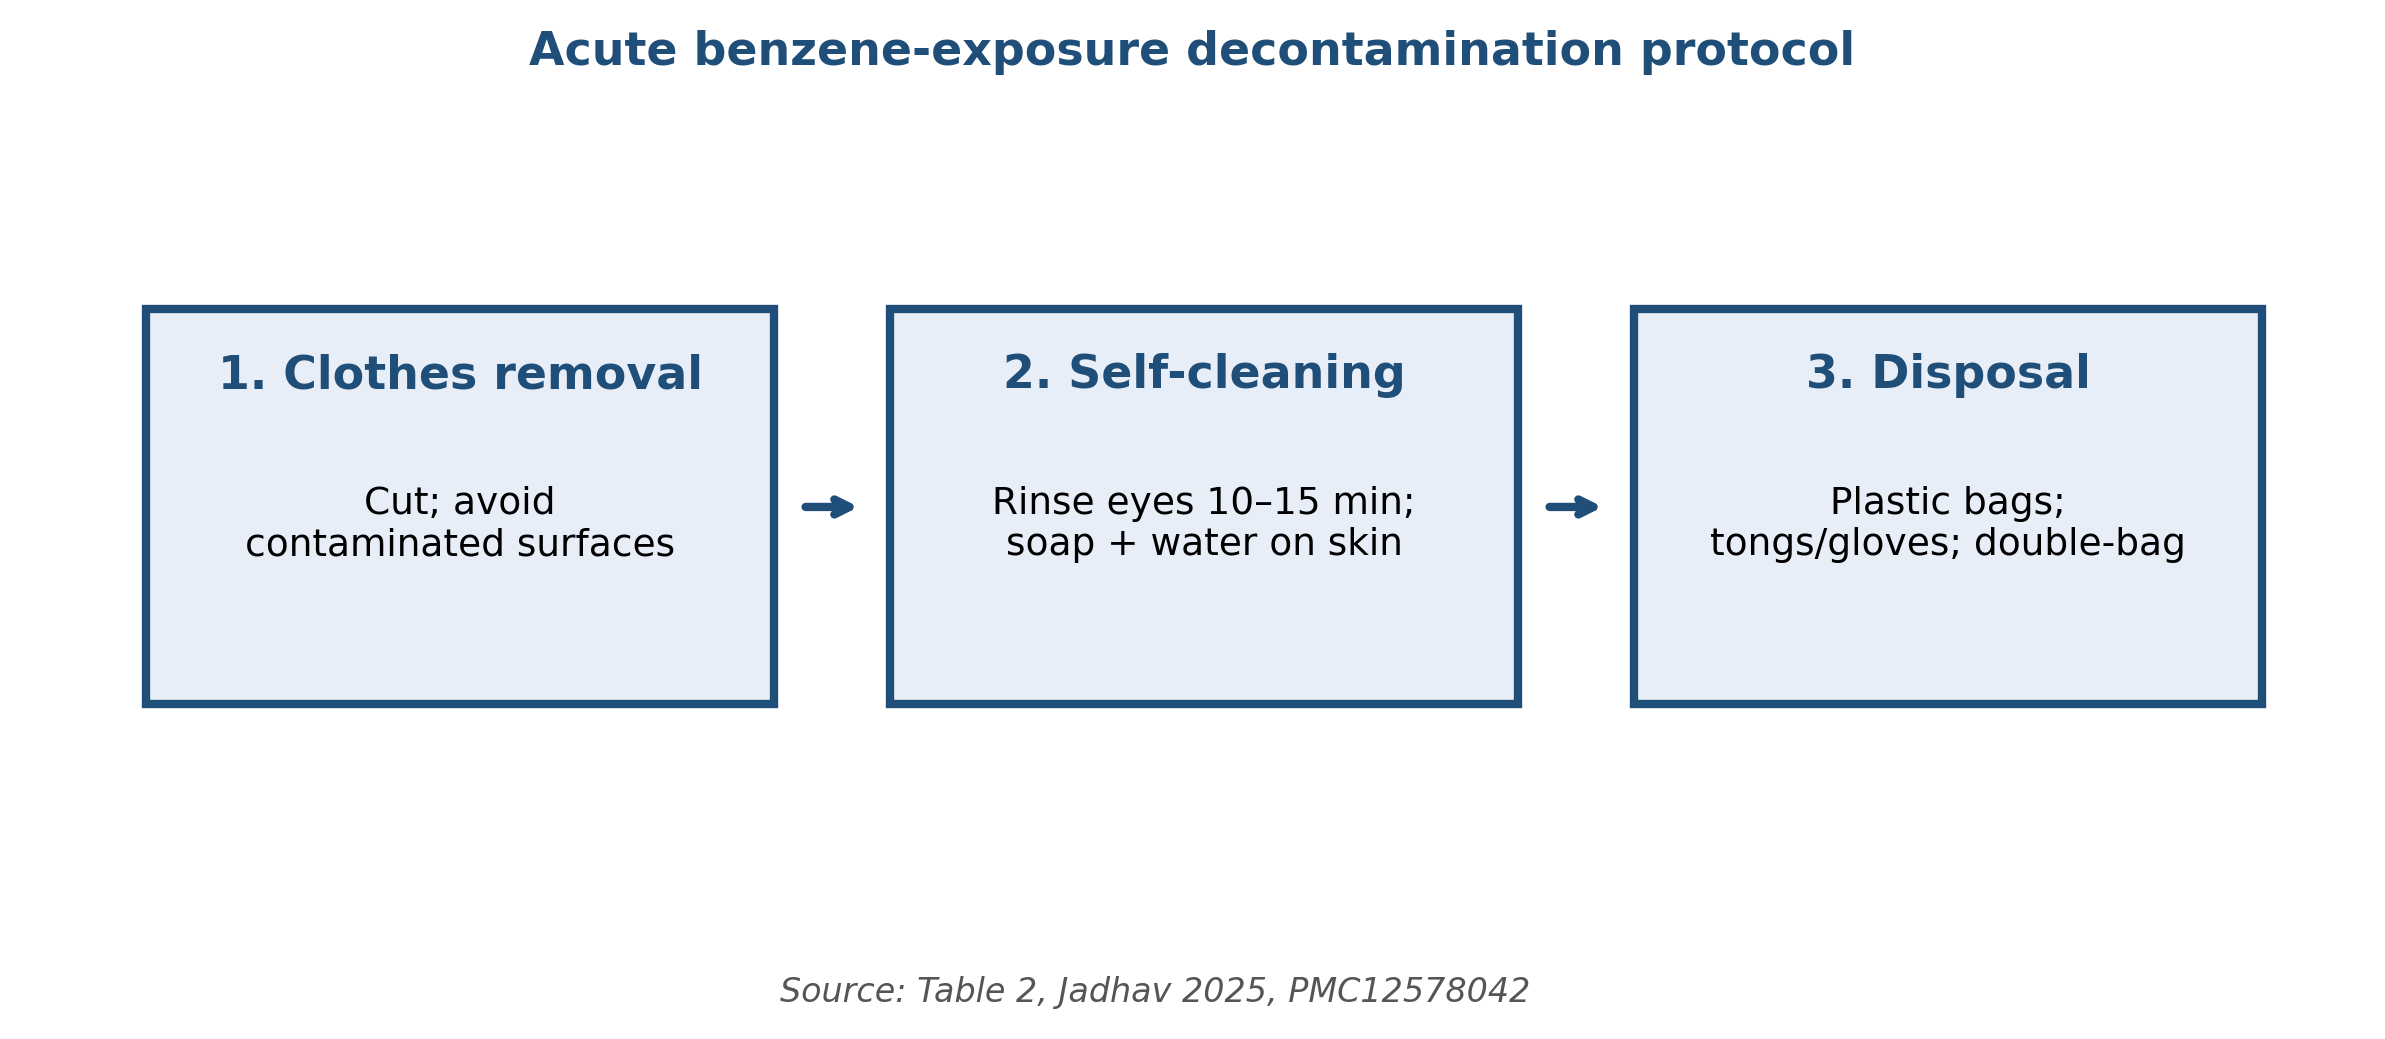 Acute benzene-exposure decontamination protocol
1. Clothes removal
Cut; avoid
contaminated surfaces
2. Self-cleaning
Rinse eyes 10–15 min;
soap + water on skin
3. Disposal
Plastic bags;
tongs/gloves; double-bag
Source: Table 2, Jadhav 2025, PMC12578042